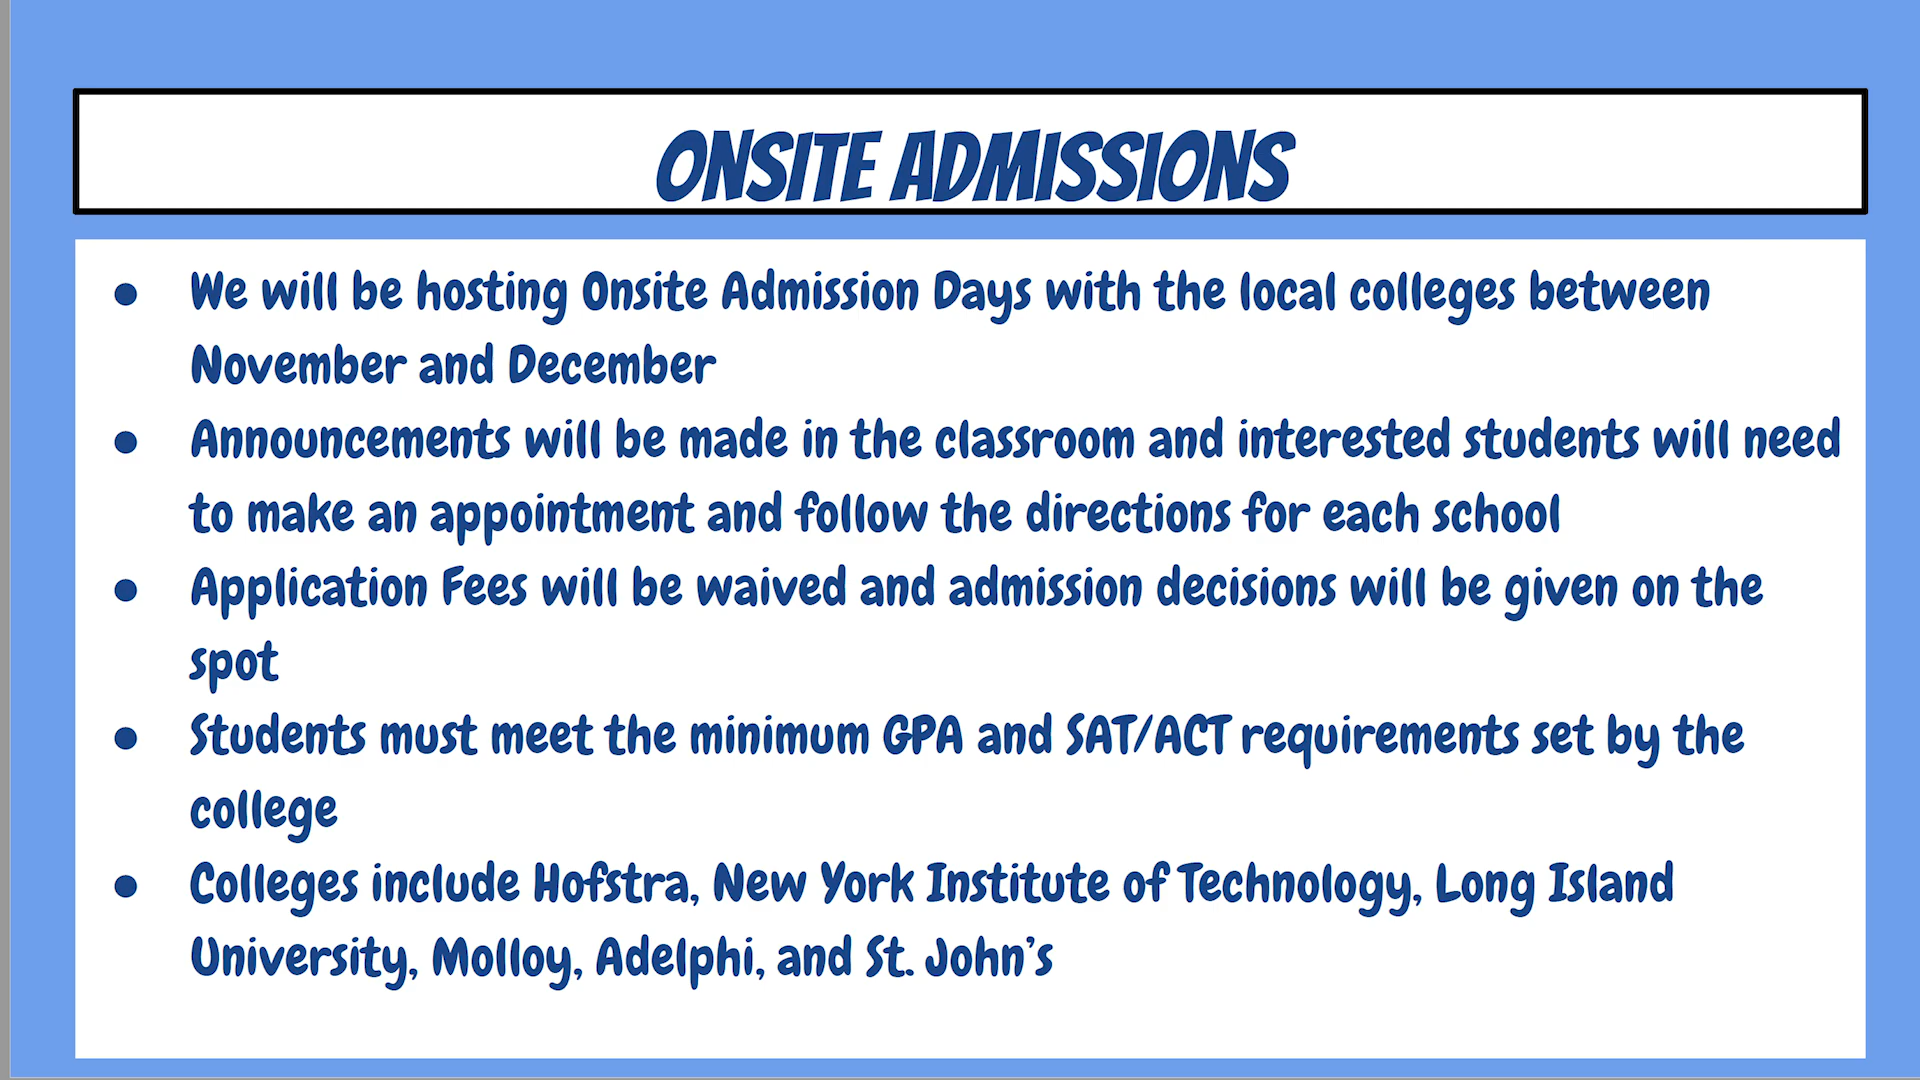 ONSITE ADMISSIONS
● We will be hosting Onsite Admission Days with the local colleges between
November and December
● Announcements will be made in the classroom and interested students will need
to make an appointment and follow the directions for each school
● Application Fees will be waived and admission decisions will be given on the
spot
● Students must meet the minimum GPA and SAT/ACT requirements set by the
college
● Colleges include Hofstra, New York Institute of Technology, Long Island
University, Molloy, Adelphi, and St. John's